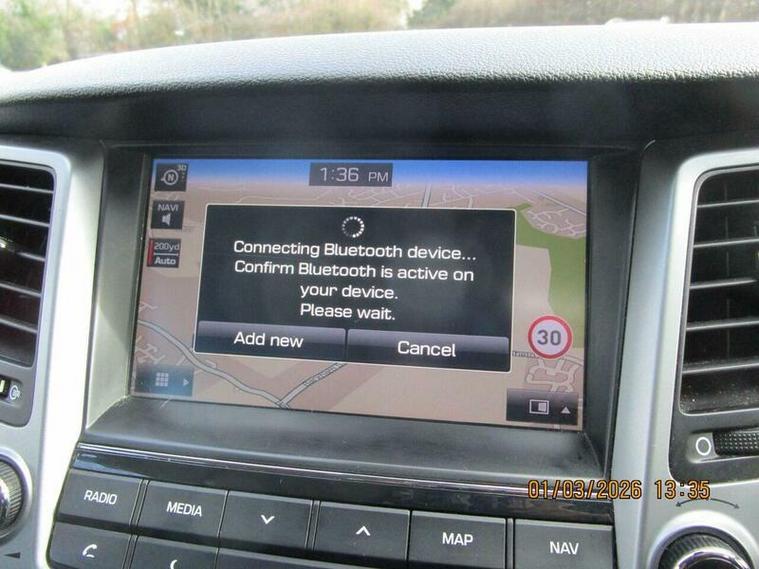 1:36 PM
3D
N
NAVI
200yd
Auto
Connecting Bluetooth device...
Confirm Bluetooth is active on
your device.
Please wait.
Add new
Cancel
30
01/03/2026 13:35
RADIO
MEDIA
MAP
NAV